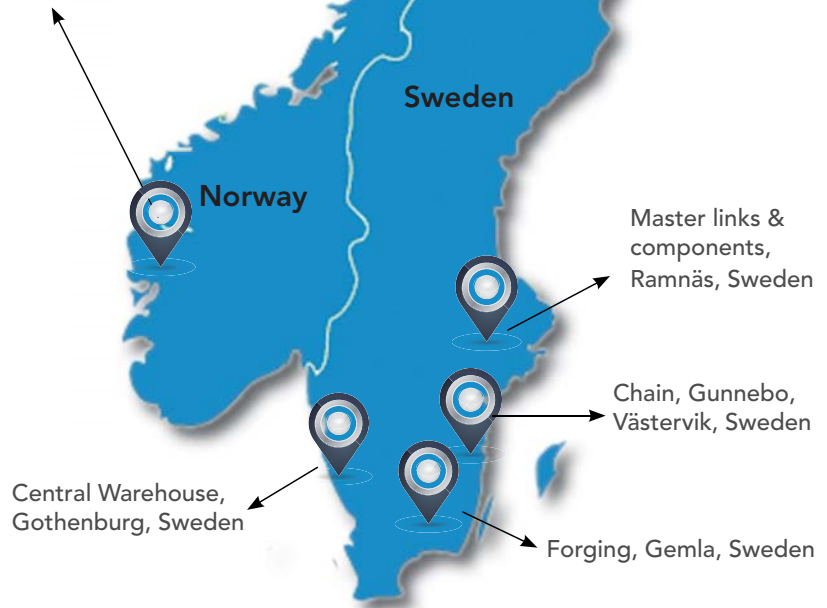 Sweden
Norway
Master links &
components,
Ramnäs, Sweden
Chain, Gunnebo,
Västervik, Sweden
Central Warehouse,
Gothenburg, Sweden
Forging, Gemla, Sweden